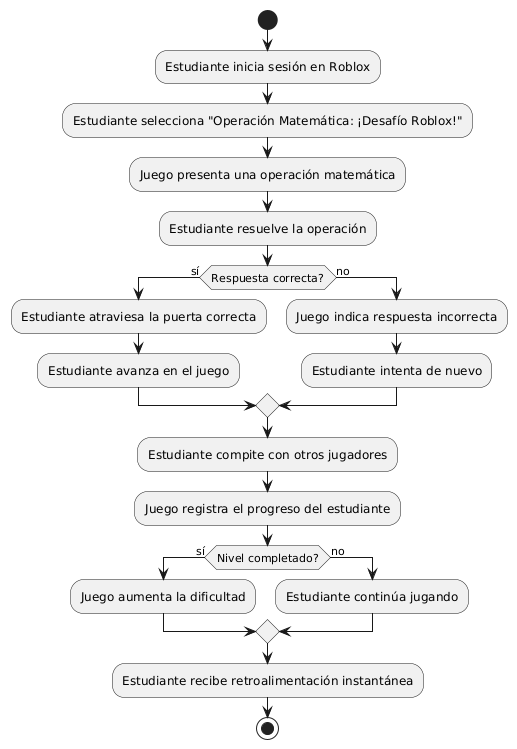 Estudiante inicia sesión en Roblox
Estudiante selecciona "Operación Matemática: ¡Desafío Roblox!"
Juego presenta una operación matemática
Estudiante resuelve la operación
sí
Respuesta correcta?
no
Estudiante atraviesa la puerta correcta
Juego indica respuesta incorrecta
Estudiante avanza en el juego
Estudiante intenta de nuevo
Estudiante compite con otros jugadores
Juego registra el progreso del estudiante
sí
Nivel completado?
no
Juego aumenta la dificultad
Estudiante continúa jugando
Estudiante recibe retroalimentación instantánea